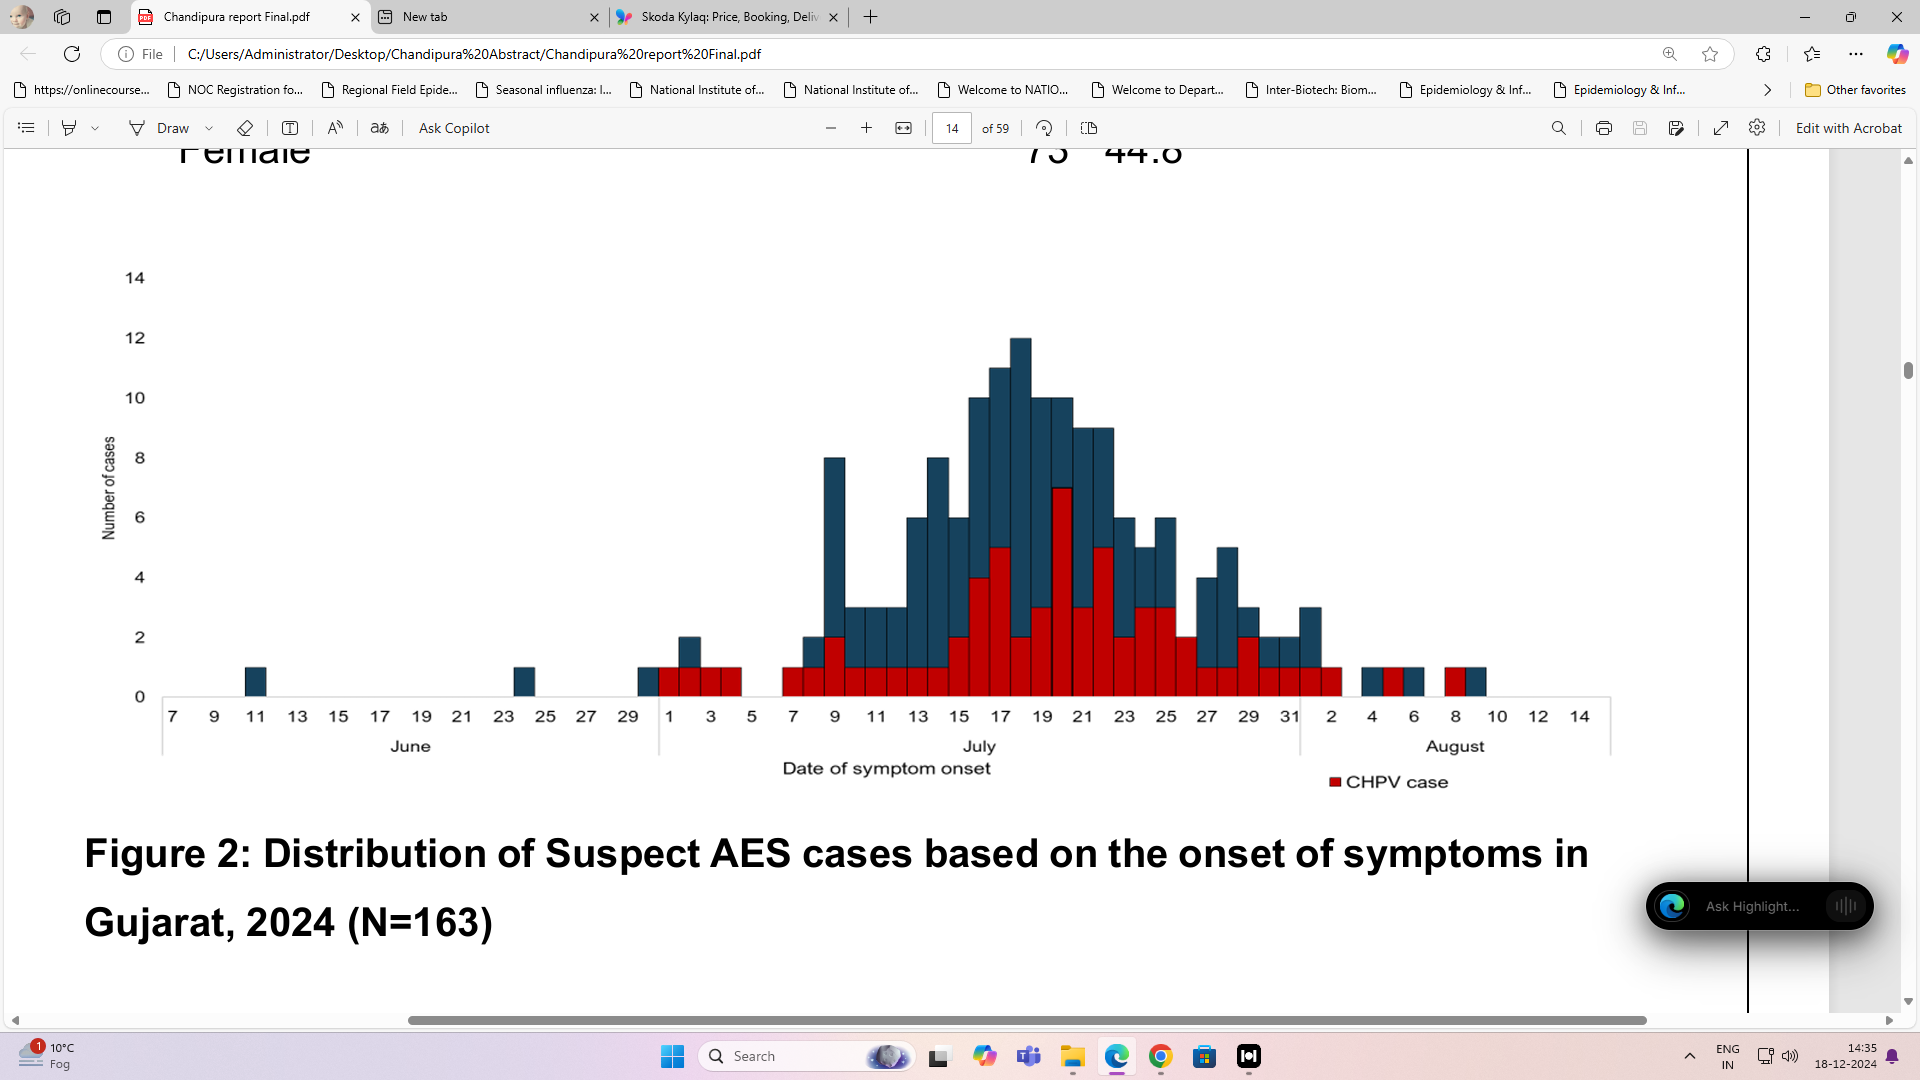 Chandipura report Final.pdf
New tab
Skoda Kylaq: Price, Booking, Deliv
File
C:/Users/Administrator/Desktop/Chandipura%20Abstract/Chandipura%20report%20Final.pdf
https://onlinecourse...
NOC Registration fo...
Regional Field Epide...
Seasonal influenza: I...
National Institute of...
National Institute of...
Welcome to NATIO...
Welcome to Depart...
Inter-Biotech: Biom...
Epidemiology & Inf...
Epidemiology & Inf...
Other favorites
Draw
Ask Copilot
14 of 59
Edit with Acrobat
Female 73 44.8
14
12
10
8
6
4
2
0
Number of cases
7 9 11 13 15 17 19 21 23 25 27 29 1 3 5 7 9 11 13 15 17 19 21 23 25 27 29 31 2 4 6 8 10 12 14
June July August
Date of symptom onset
CHPV case
Figure 2: Distribution of Suspect AES cases based on the onset of symptoms in
Gujarat, 2024 (N=163)
Ask Highlight...
1
10°C
Fog
Search
ENG
IN
14:35
18-12-2024